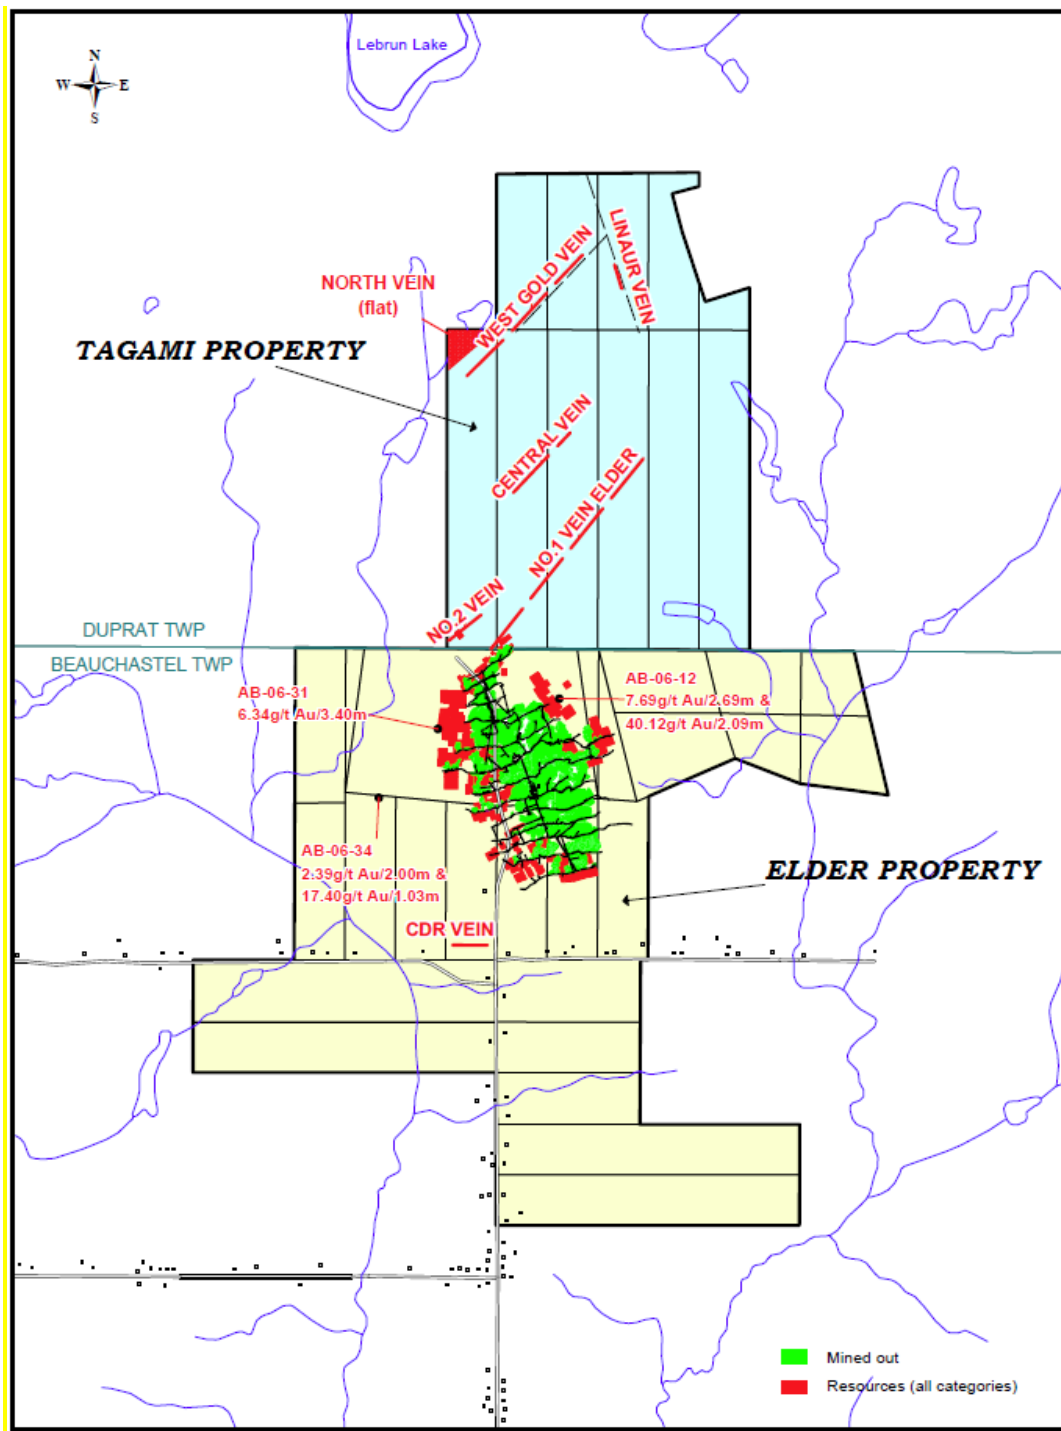 Lebrun Lake
N
W E
S
LINAUR VEIN
WEST GOLD VEIN
NORTH VEIN
(flat)
TAGAMI PROPERTY
CENTRAL VEIN
NO.1 VEIN ELDER
NO.2 VEIN
DUPRAT TWP
BEAUCHASTEL TWP
AB-06-31
6.34g/t Au/3.40m
AB-06-12
7.69g/t Au/2.69m &
40.12g/t Au/2.09m
AB-06-34
2.39g/t Au/2.00m &
17.40g/t Au/1.03m
ELDER PROPERTY
CDR VEIN
Mined out
Resources (all categories)